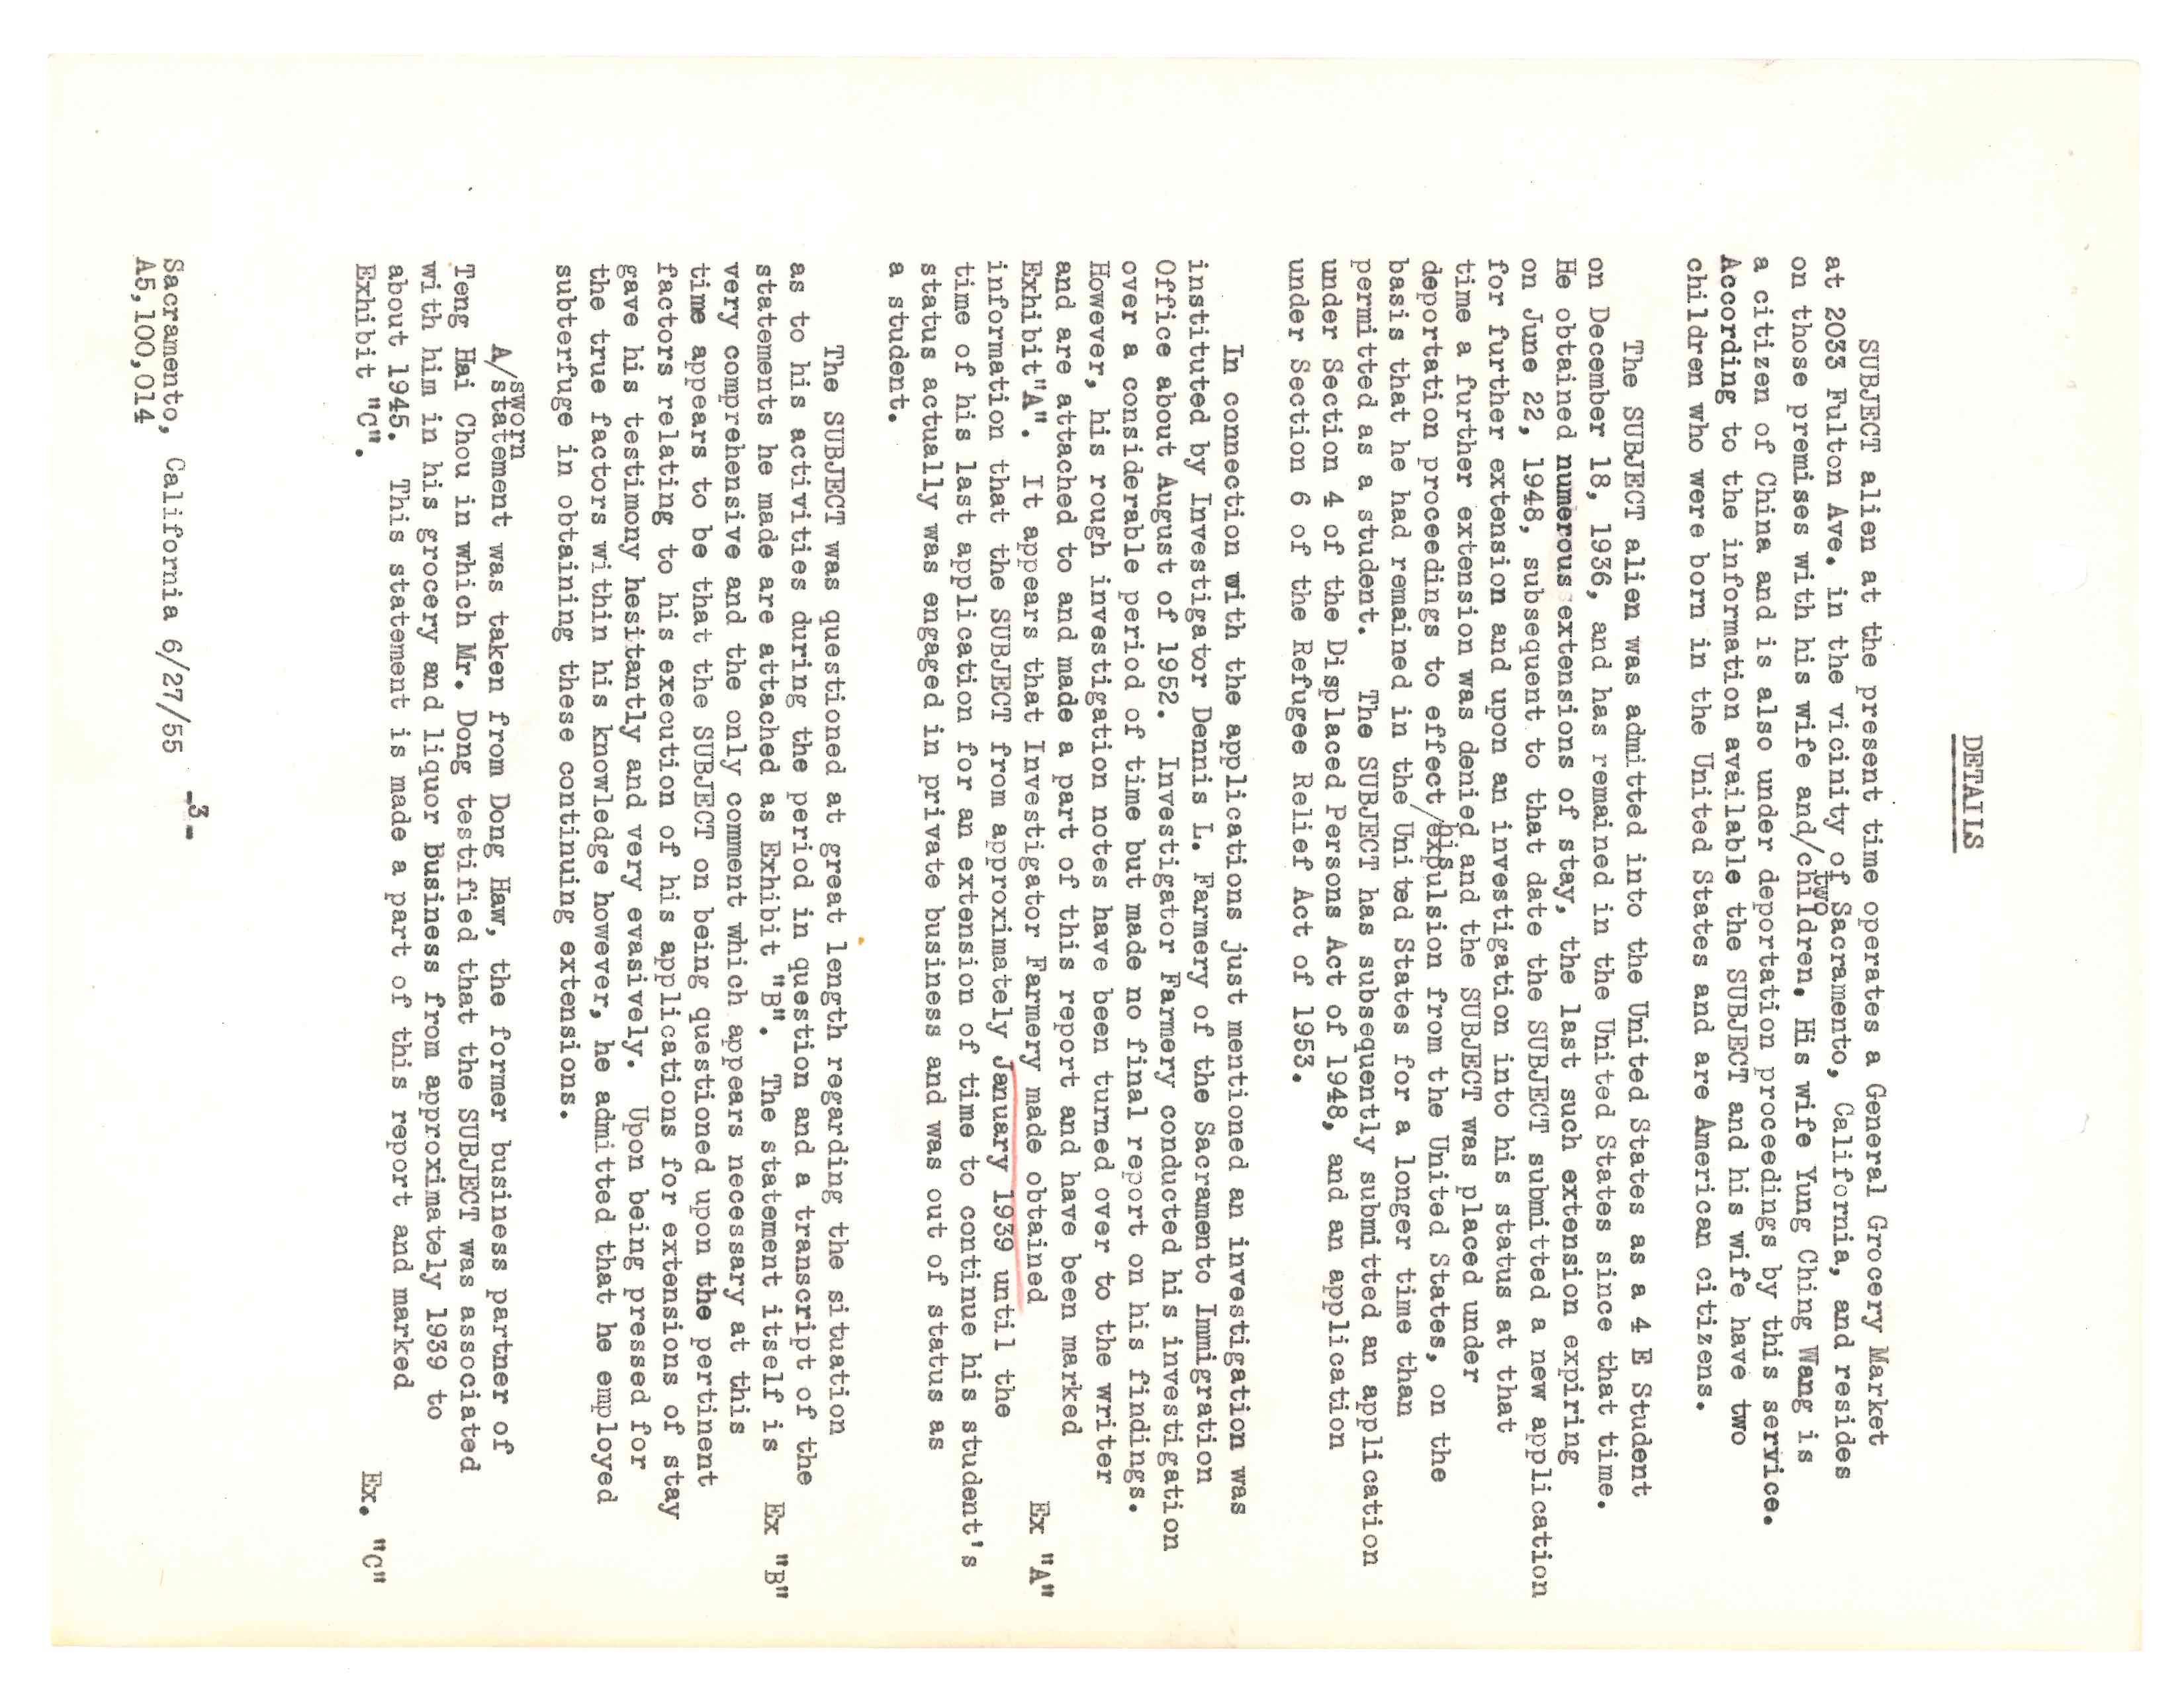 DETAILS
SUBJECT alien at the present time operates a General Grocery Market
at 2033 Fulton Ave. in the vicinity of Sacramento, California, and resides
on those premises with his wife and/two children. His wife Yung Ching Wang is
a citizen of China and is also under deportation proceedings by this service.
According to the information available the SUBJECT and his wife have two
children who were born in the United States and are American citizens.
The SUBJECT alien was admitted into the United States as a 4 E Student
on December 18, 1936, and has remained in the United States since that time.
He obtained numerous extensions of stay, the last such extension expiring
on June 22, 1948, subsequent to that date the SUBJECT submitted a new application
for further extension and upon an investigation into his status at that
time a further extension was denied and the SUBJECT was placed under
deportation proceedings to effect/his expulsion from the United States, on the
basis that he had remained in the United States for a longer time than
permitted as a student. The SUBJECT has subsequently submitted an application
under Section 4 of the Displaced Persons Act of 1948, and an application
under Section 6 of the Refugee Relief Act of 1953.
In connection with the applications just mentioned an investigation was
instituted by Investigator Dennis L. Farmery of the Sacramento Immigration
Office about August of 1952. Investigator Farmery conducted his investigation
over a considerable period of time but made no final report on his findings.
However, his rough investigation notes have been turned over to the writer
and are attached to and made a part of this report and have been marked
Exhibit"A". It appears that Investigator Farmery made obtained Ex "A"
information that the SUBJECT from approximately January 1939 until the
time of his last application for an extension of time to continue his student's
status actually was engaged in private business and was out of status as
a student.
The SUBJECT was questioned at great length regarding the situation
as to his activities during the period in question and a transcript of the
statements he made are attached as Exhibit "B". The statement itself is Ex "B"
very comprehensive and the only comment which appears necessary at this
time appears to be that the SUBJECT on being questioned upon the pertinent
factors relating to his execution of his applications for extensions of stay
gave his testimony hesitantly and very evasively. Upon being pressed for
the true factors within his knowledge however, he admitted that he employed
subterfuge in obtaining these continuing extensions.
A/sworn statement was taken from Dong Haw, the former business partner of
Teng Hai Chou in which Mr. Dong testified that the SUBJECT was associated
with him in his grocery and liquor Business from approximately 1939 to
about 1945. This statement is made a part of this report and marked
Exhibit "C". Ex. "C"
-3-
Sacramento, California 6/27/55
A5,100,014